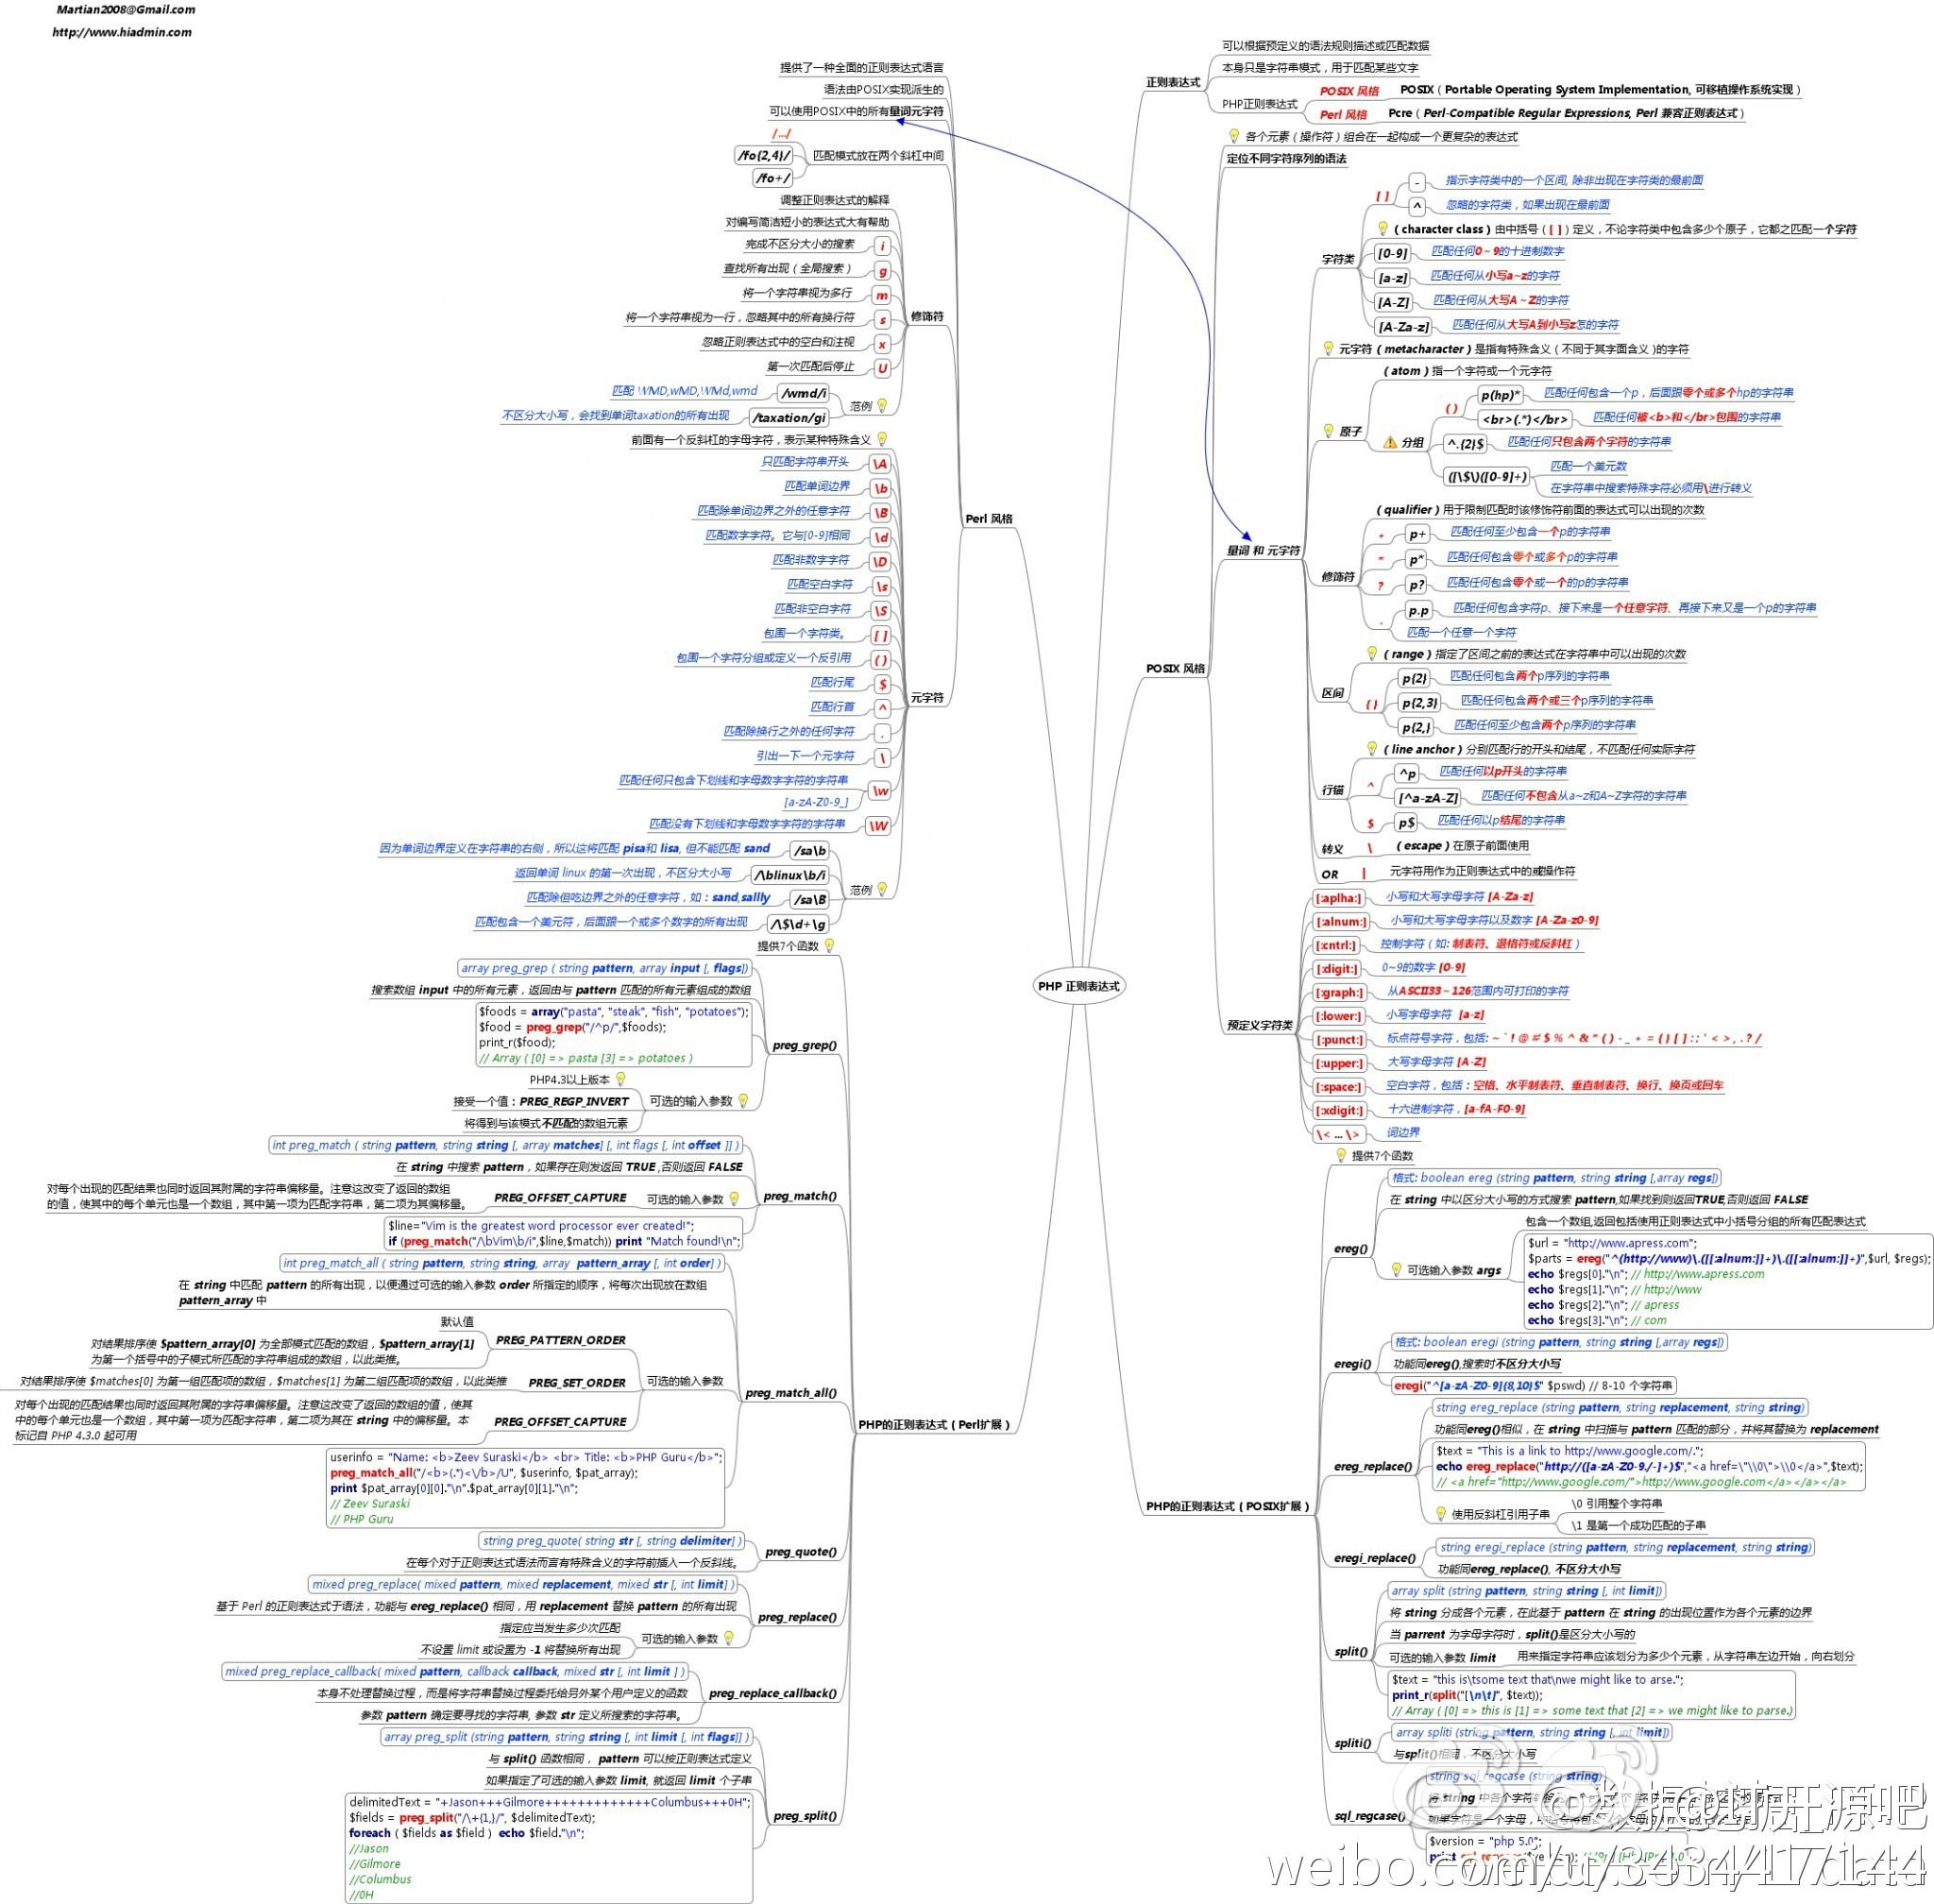 Martian2008@Gmail.com
http://www.hiadmin.com
PHP 正则表达式
正则表达式
可以根据预定义的语法规则描述或匹配数据
本身只是字符串模式，用于匹配某些文字
PHP正则表达式
POSIX 风格
POSIX（Portable Operating System Implementation, 可移植操作系统实现）
Perl 风格
Pcre（Perl-Compatible Regular Expressions, Perl 兼容正则表达式）
POSIX 风格
各个元素（操作符）组合在一起构成一个更复杂的表达式
定位不同字符序列的语法
量词 和 元字符
字符类
[ ]
-
指示字符类中的一个区间, 除非出现在字符类的最前面
^
忽略的字符类，如果出现在最前面
( character class ) 由中括号（[ ]）定义，不论字符类中包含多少个原子，它都之匹配一个字符
[0-9]
匹配任何0～9的十进制数字
[a-z]
匹配任何从小写a~z的字符
[A-Z]
匹配任何从大写A～Z的字符
[A-Za-z]
匹配任何从大写A到小写z怎的字符
元字符 ( metacharacter ) 是指有特殊含义（不同于其字面含义 )的字符
原子
( atom ) 指一个字符或一个元字符
分组
( )
p(hp)*
匹配任何包含一个p，后面跟零个或多个hp的字符串
<br>(.*)</br>
匹配任何被<b>和</br>包围的字符串
^.{2}$
匹配任何只包含两个字符的字符串
([\$\)([0-9]+)
匹配一个美元数
在字符串中搜索特殊字符必须用\进行转义
修饰符
( qualifier ) 用于限制匹配时该修饰符前面的表达式可以出现的次数
+
p+
匹配任何至少包含一个p的字符串
*
p*
匹配任何包含零个或多个p的字符串
?
p?
匹配任何包含零个或一个的p的字符串
.
p.p
匹配任何包含字符p、接下来是一个任意字符、再接下来又是一个p的字符串
匹配一个任意一个字符
区间
( range ) 指定了区间之前的表达式在字符串中可以出现的次数
{ }
p{2}
匹配任何包含两个p序列的字符串
p{2,3}
匹配任何包含两个或三个p序列的字符串
p{2,}
匹配任何至少包含两个p序列的字符串
行锚
( line anchor ) 分别匹配行的开头和结尾，不匹配任何实际字符
^
^p
匹配任何以p开头的字符串
[^a-zA-Z]
匹配任何不包含从a~z和A~Z字符的字符串
$
p$
匹配任何以p结尾的字符串
转义
\
( escape ) 在原子前面使用
OR
|
元字符用作为正则表达式中的或操作符
预定义字符类
[:aplha:]
小写和大写字母字符 [A-Za-z]
[:alnum:]
小写和大写字母字符以及数字 [A-Za-z0-9]
[:cntrl:]
控制字符（如: 制表符、退格符或反斜杠）
[:digit:]
0~9的数字 [0-9]
[:graph:]
从ASCII33～126范围内可打印的字符
[:lower:]
小写字母字符 [a-z]
[:punct:]
标点符号字符，包括: ~ ` ! @ # $ % ^ & * ( ) - _ + = { } [ ] : ; ' < > , . ? /
[:upper:]
大写字母字符 [A-Z]
[:space:]
空白字符，包括：空格、水平制表符、垂直制表符、换行、换页或回车
[:xdigit:]
十六进制字符，[a-fA-F0-9]
\< ... \>
词边界
PHP的正则表达式（POSIX扩展）
提供7个函数
ereg()
格式: boolean ereg (string pattern, string string [,array regs])
在 string 中以区分大小写的方式搜索 pattern,如果找到则返回TRUE,否则返回 FALSE
可选输入参数 args
包含一个数组,返回包括使用正则表达式中小括号分组的所有匹配表达式
$url = "http://www.apress.com";
$parts = ereg("^(http://www)\.([[:alnum:]]+)\.([[:alnum:]]+)",$url, $regs);
echo $regs[0]."\n"; // http://www.apress.com
echo $regs[1]."\n"; // http://www
echo $regs[2]."\n"; // apress
echo $regs[3]."\n"; // com
eregi()
格式: boolean eregi (string pattern, string string [,array regs])
功能同ereg(),搜索时不区分大小写
eregi("^[a-zA-Z0-9]{8,10}$" $pswd) // 8-10 个字符串
ereg_replace()
string ereg_replace (string pattern, string replacement, string string)
功能同ereg()相似，在 string 中扫描与 pattern 匹配的部分，并将其替换为 replacement
$text = "This is a link to http://www.google.com/.";
echo ereg_replace("http://([a-zA-Z0-9./-]+)$","<a href=\"\\0\">\\0</a>",$text);
// <a href="http://www.google.com/">http://www.google.com</a></a></a>
使用反斜杠引用子串
\0 引用整个字符串
\1 是第一个成功匹配的子串
eregi_replace()
string eregi_replace (string pattern, string replacement, string string)
功能同ereg_replace(), 不区分大小写
split()
array split (string pattern, string string [, int limit])
将 string 分成各个元素，在此基于 pattern 在 string 的出现位置作为各个元素的边界
当 parrent 为字母字符时，split()是区分大小写的
可选的输入参数 limit
用来指定字符串应该划分为多少个元素，从字符串左边开始，向右划分
$text = "this is\tsome text that\nwe might like to arse.";
print_r(split("[\n\t]", $text));
// Array ( [0] => this is [1] => some text that [2] => we might like to parse.)
spliti()
array spliti (string pattern, string string [, int limit])
与split()相同，不区分大小写
sql_regcase()
string sql_regcase (string string)
将 string 中各个字符转
如果字符是一个字母，
$version = "php 5.0";
print
Perl 风格
提供了一种全面的正则表达式语言
语法由POSIX实现派生的
可以使用POSIX中的所有量词元字符
匹配模式放在两个斜杠中间
/.../
/fo{2,4}/
/fo+/
修饰符
调整正则表达式的解释
对编写简洁短小的表达式大有帮助
完成不区分大小的搜索
i
查找所有出现（全局搜索）
g
将一个字符串视为多行
m
将一个字符串视为一行，忽略其中的所有换行符
s
忽略正则表达式中的空白和注视
x
第一次匹配后停止
U
范例
匹配 WMD,wMD,WMd,wmd
/wmd/i
不区分大小写，会找到单词taxation的所有出现
/taxation/gi
元字符
前面有一个反斜杠的字母字符，表示某种特殊含义
只匹配字符串开头
\A
匹配单词边界
\b
匹配除单词边界之外的任意字符
\B
匹配数字字符。它与[0-9]相同
\d
匹配非数字字符
\D
匹配空白字符
\s
匹配非空白字符
\S
包围一个字符类。
[ ]
包围一个字符分组或定义一个反引用
( )
匹配行尾
$
匹配行首
^
匹配除换行之外的任何字符
.
引出一下一个元字符
\
匹配任何只包含下划线和字母数字字符的字符串
[a-zA-Z0-9_]
\w
匹配没有下划线和字母数字字符的字符串
\W
范例
因为单词边界定义在字符串的右侧，所以这将匹配 pisa和 lisa, 但不能匹配 sand
/sa\b
返回单词 linux 的第一次出现，不区分大小写
/\blinux\b/i
匹配除但吃边界之外的任意字符，如：sand,sallly
/sa\B
匹配包含一个美元符，后面跟一个或多个数字的所有出现
/\$\d+\g
PHP的正则表达式（Perl扩展）
提供7个函数
preg_grep()
array preg_grep ( string pattern, array input [, flags])
搜索数组 input 中的所有元素，返回由与 pattern 匹配的所有元素组成的数组
$foods = array("pasta", "steak", "fish", "potatoes");
$food = preg_grep("/^p/",$foods);
print_r($food);
// Array ( [0] => pasta [3] => potatoes )
可选的输入参数
PHP4.3以上版本
接受一个值：PREG_REGP_INVERT
将得到与该模式不匹配的数组元素
preg_match()
int preg_match ( string pattern, string string [, array matches] [, int flags [, int offset ]] )
在 string 中搜索 pattern，如果存在则发返回 TRUE ,否则返回 FALSE
可选的输入参数
PREG_OFFSET_CAPTURE
对每个出现的匹配结果也同时返回其附属的字符串偏移量。注意这改变了返回的数组
的值，使其中的每个单元也是一个数组，其中第一项为匹配字符串，第二项为其偏移量。
$line="Vim is the greatest word processor ever created!";
if (preg_match("/\bVim\b/i",$line,$match)) print "Match found!\n";
preg_match_all()
int preg_match_all ( string pattern, string string, array pattern_array [, int order] )
在 string 中匹配 pattern 的所有出现，以便通过可选的输入参数 order 所指定的顺序，将每次出现放在数组
pattern_array 中
可选的输入参数
PREG_PATTERN_ORDER
默认值
对结果排序使 $pattern_array[0] 为全部模式匹配的数组，$pattern_array[1]
为第一个括号中的子模式所匹配的字符串组成的数组，以此类推。
PREG_SET_ORDER
对结果排序使 $matches[0] 为第一组匹配项的数组，$matches[1] 为第二组匹配项的数组，以此类推
PREG_OFFSET_CAPTURE
对每个出现的匹配结果也同时返回其附属的字符串偏移量。注意这改变了返回的数组的值，使其
中的每个单元也是一个数组，其中第一项为匹配字符串，第二项为其在 string 中的偏移量。本
标记自 PHP 4.3.0 起可用
userinfo = "Name: <b>Zeev Suraski</b> <br> Title: <b>PHP Guru</b>";
preg_match_all("/<b>(.*)<\/b>/U", $userinfo, $pat_array);
print $pat_array[0][0]."\n".$pat_array[0][1]."\n";
// Zeev Suraski
// PHP Guru
preg_quote()
string preg_quote( string str [, string delimiter] )
在每个对于正则表达式语法而言有特殊含义的字符前插入一个反斜线。
preg_replace()
mixed preg_replace( mixed pattern, mixed replacement, mixed str [, int limit] )
基于 Perl 的正则表达式于语法，功能与 ereg_replace() 相同，用 replacement 替换 pattern 的所有出现
可选的输入参数
指定应当发生多少次匹配
不设置 limit 或设置为 -1 将替换所有出现
preg_replace_callback()
mixed preg_replace_callback( mixed pattern, callback callback, mixed str [, int limit ] )
本身不处理替换过程，而是将字符串替换过程委托给另外某个用户定义的函数
参数 pattern 确定要寻找的字符串, 参数 str 定义所搜索的字符串。
preg_split()
array preg_split (string pattern, string string [, int limit [, int flags]] )
与 split() 函数相同， pattern 可以按正则表达式定义
如果指定了可选的输入参数 limit, 就返回 limit 个子串
delimitedText = "+Jason+++Gilmore+++++++++++++Columbus+++OH";
$fields = preg_split("/\+{1,}/", $delimitedText);
foreach ( $fields as $field ) echo $field."\n";
//Jason
//Gilmore
//Columbus
//OH